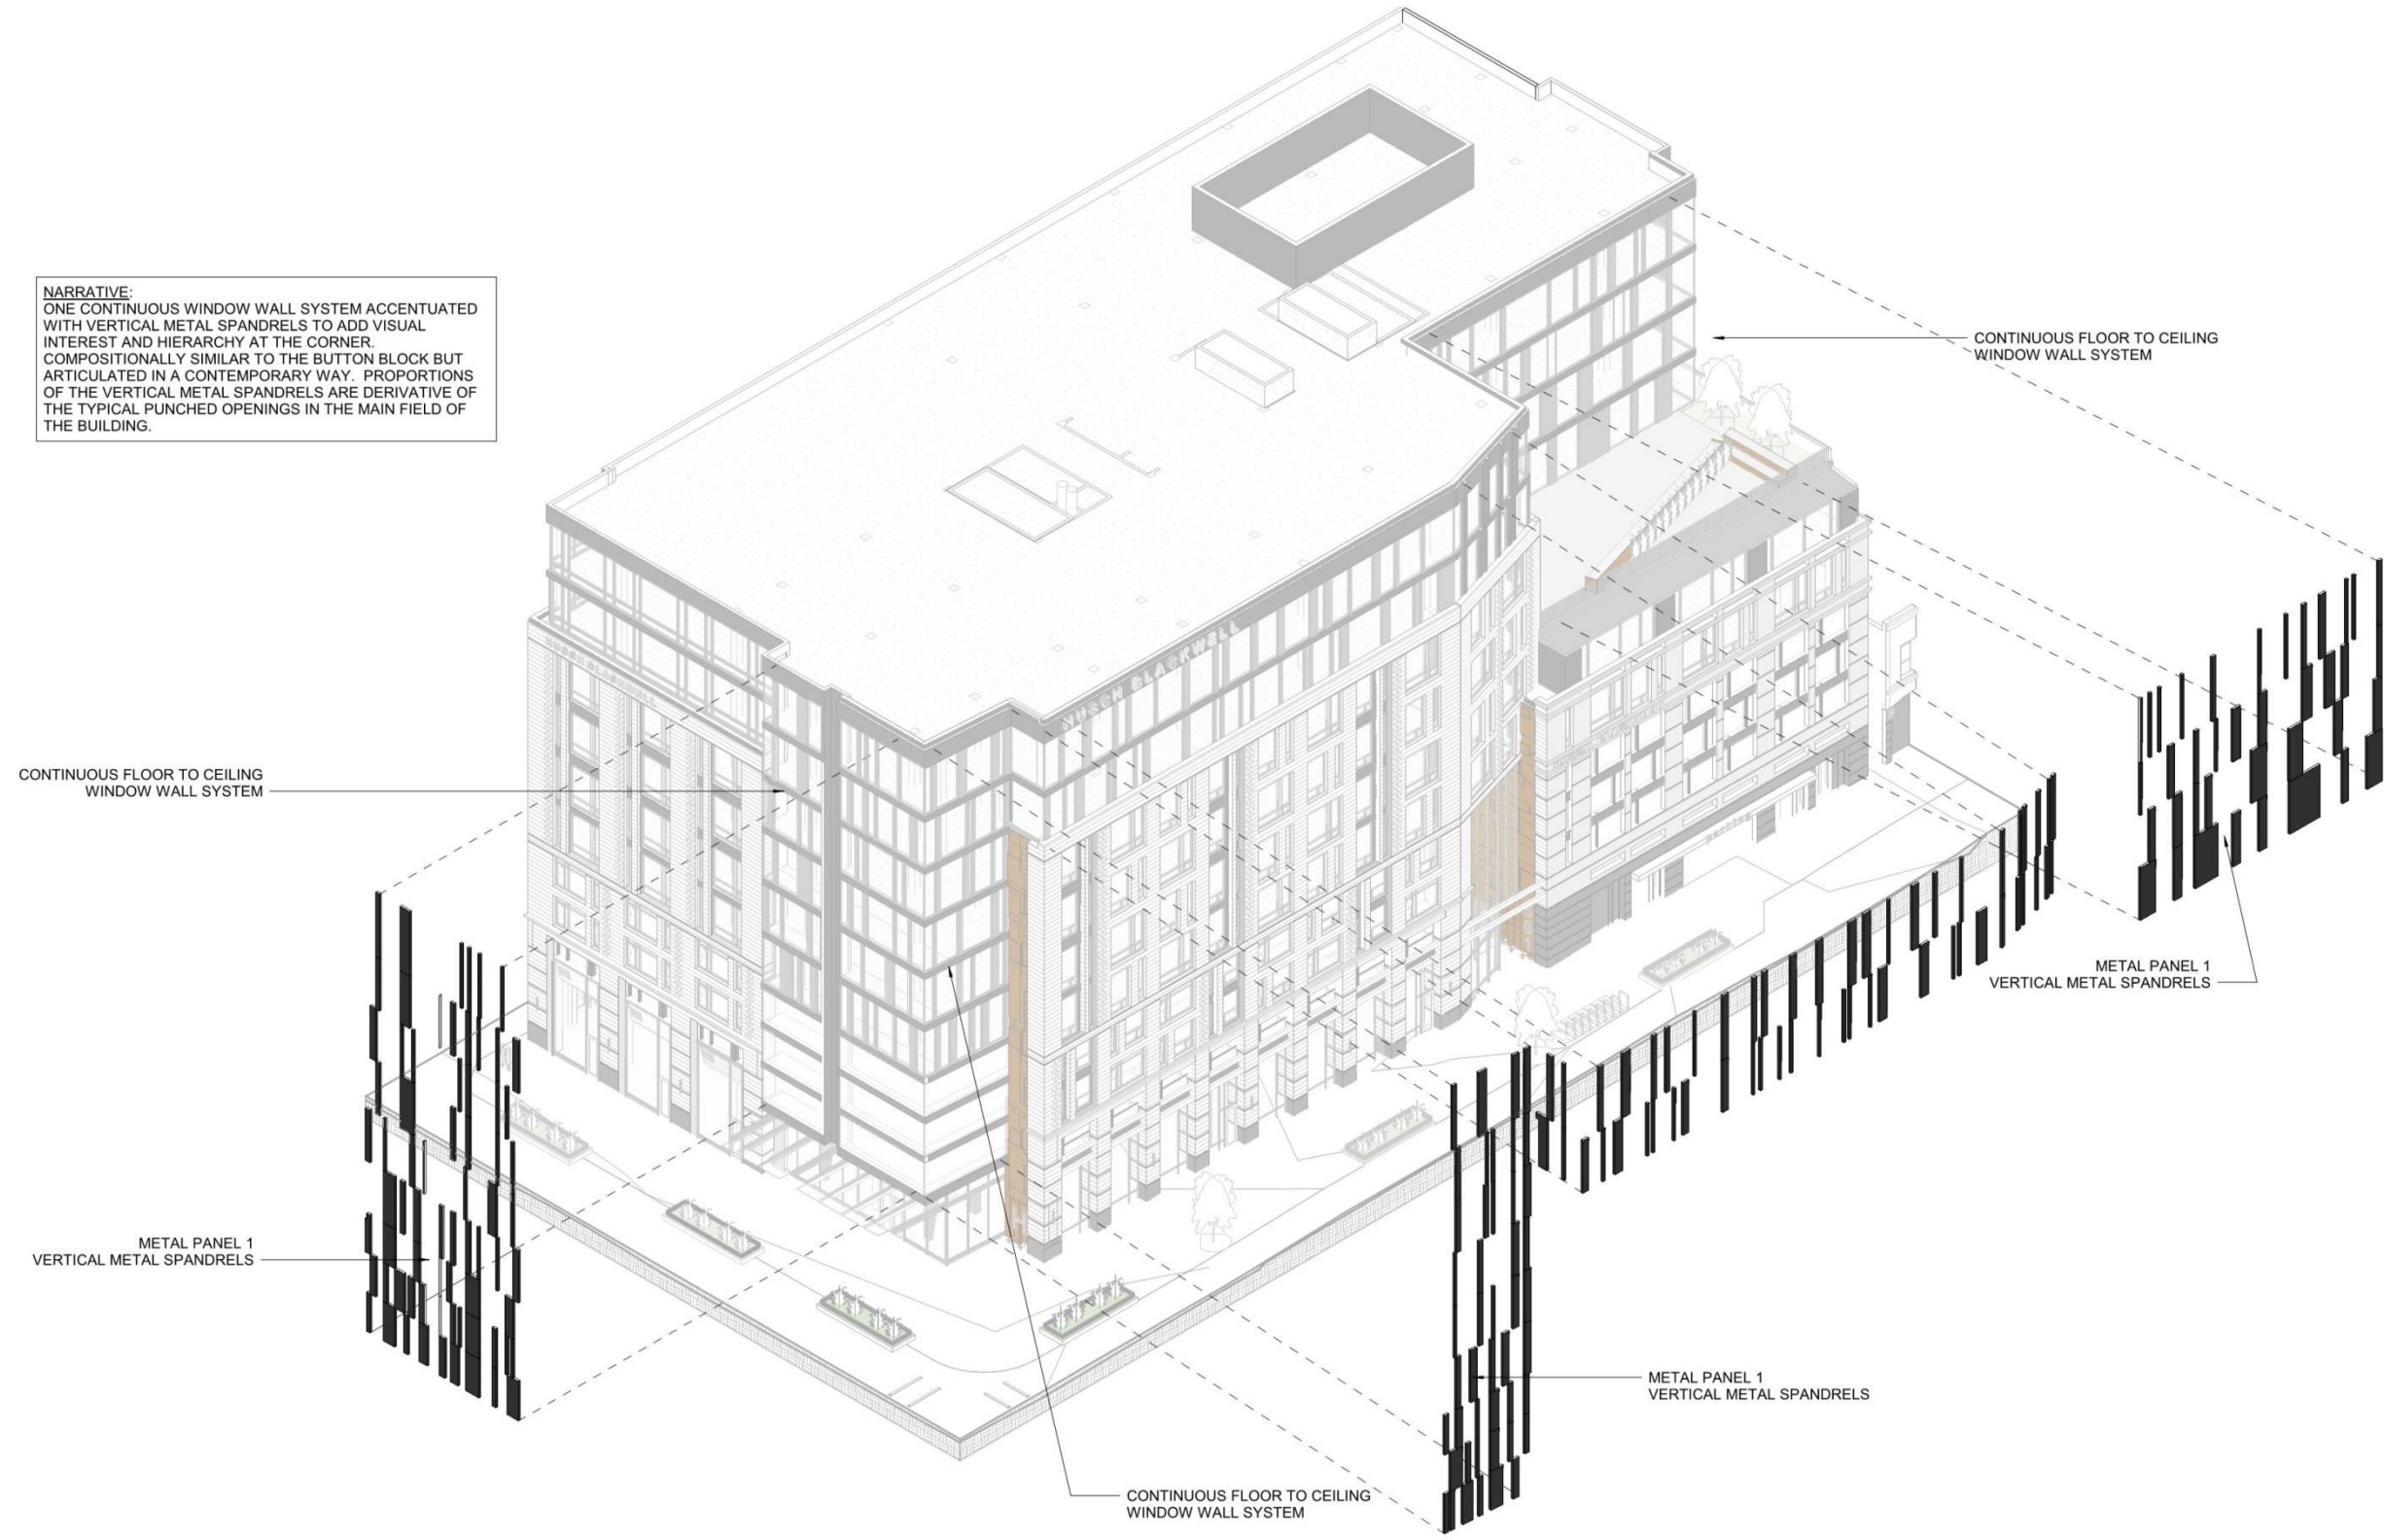 NARRATIVE:
ONE CONTINUOUS WINDOW WALL SYSTEM ACCENTUATED
WITH VERTICAL METAL SPANDRELS TO ADD VISUAL
INTEREST AND HIERARCHY AT THE CORNER.
COMPOSITIONALLY SIMILAR TO THE BUTTON BLOCK BUT
ARTICULATED IN A CONTEMPORARY WAY. PROPORTIONS
OF THE VERTICAL METAL SPANDRELS ARE DERIVATIVE OF
THE TYPICAL PUNCHED OPENINGS IN THE MAIN FIELD OF
THE BUILDING.
CONTINUOUS FLOOR TO CEILING
WINDOW WALL SYSTEM
HUSCH BLACKWELL
HUSCH BLACKWELL
CONTINUOUS FLOOR TO CEILING
WINDOW WALL SYSTEM
METAL PANEL 1
VERTICAL METAL SPANDRELS
METAL PANEL 1
VERTICAL METAL SPANDRELS
METAL PANEL 1
VERTICAL METAL SPANDRELS
CONTINUOUS FLOOR TO CEILING
WINDOW WALL SYSTEM